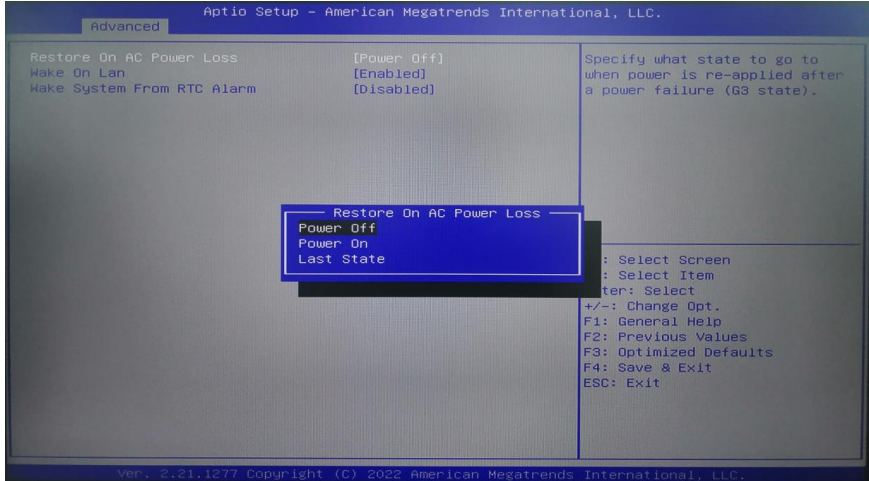 Aptio Setup – American Megatrends International, LLC.
Advanced
Restore On AC Power Loss [Power Off]
Wake On Lan [Enabled]
Wake System From RTC Alarm [Disabled]
Specify what state to go to
when power is re-applied after
a power failure (G3 state).
Restore On AC Power Loss
Power Off
Power On
Last State
: Select Screen
: Select Item
ter: Select
+/-: Change Opt.
F1: General Help
F2: Previous Values
F3: Optimized Defaults
F4: Save & Exit
ESC: Exit
Ver. 2.21.1277 Copyright (C) 2022 American Megatrends International, LLC.